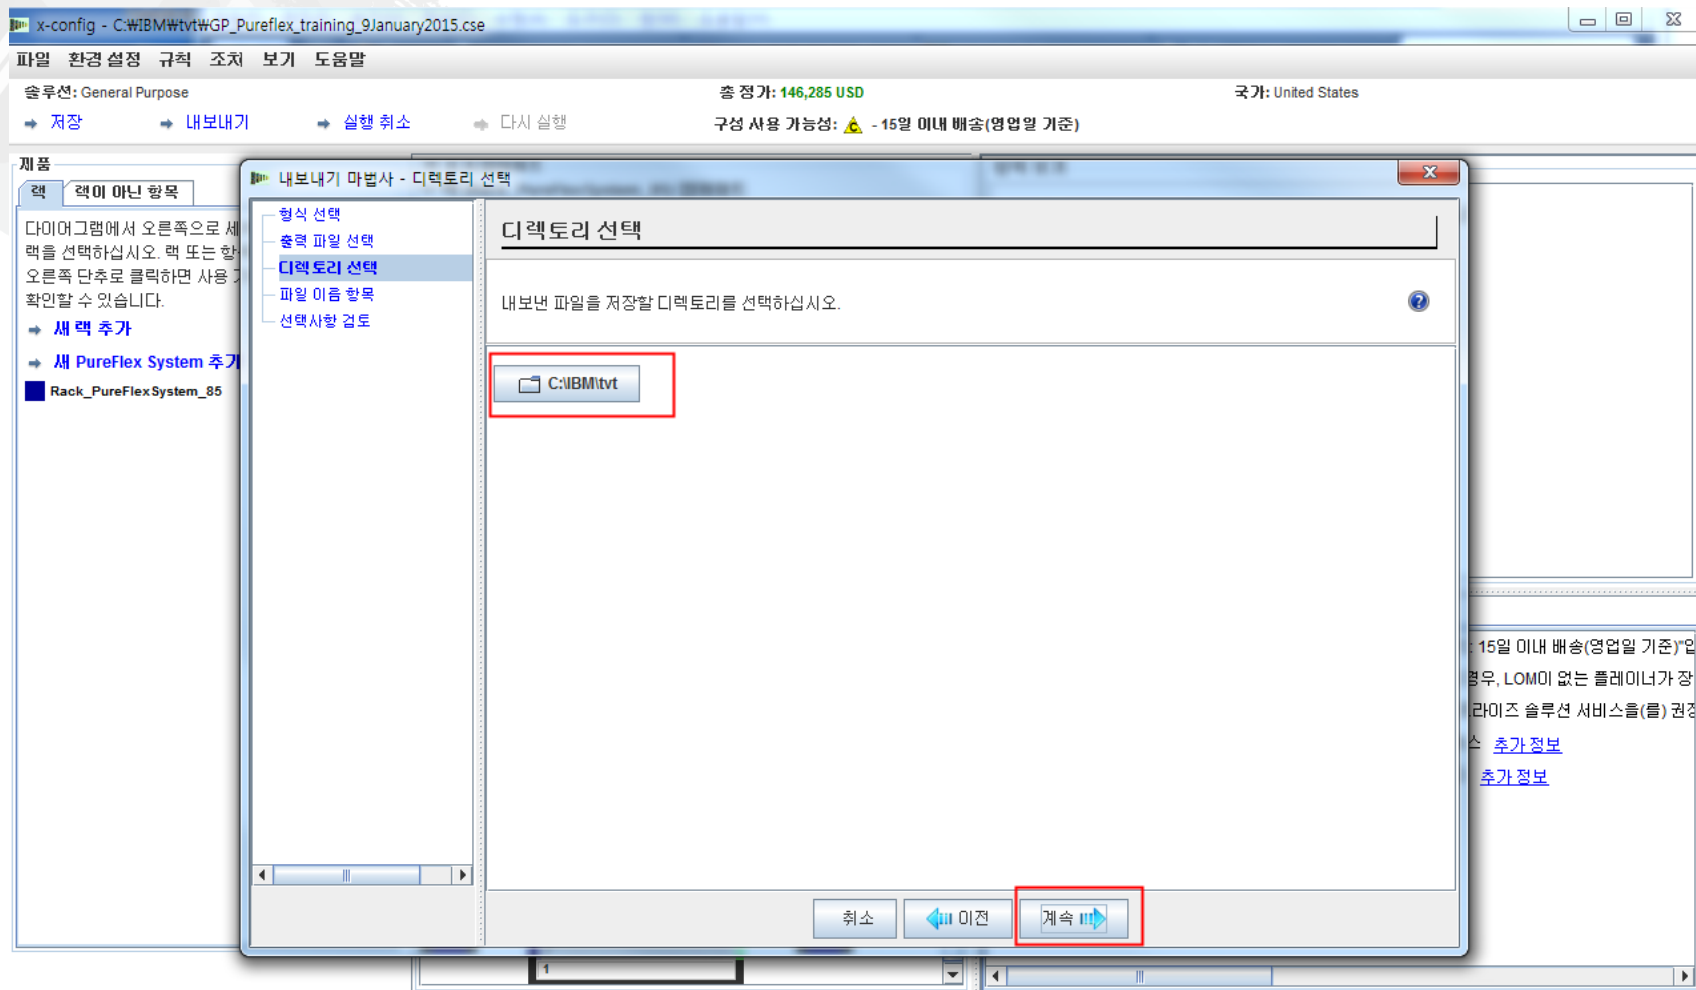 x-config - C:₩IBM₩tvt₩GP_Pureflex_training_9January2015.cse
파일 환경 설정 규칙 조치 보기 도움말
솔루션: General Purpose
총 정가: 146,285 USD
국가: United States
저장
내보내기
실행 취소
다시 실행
구성 사용 가능성: - 15일 이내 배송(영업일 기준)
제품
랙
랙이 아닌 항목
다이어그램에서 오른쪽으로 세
랙을 선택하십시오. 랙 또는 항
오른쪽 단추로 클릭하면 사용
확인할 수 있습니다.
새 랙 추가
새 PureFlex System 추가
Rack_PureFlexSystem_85
내보내기 마법사 - 디렉토리 선택
형식 선택
출력 파일 선택
디렉토리 선택
파일 이름 항목
선택사항 검토
디렉토리 선택
내보낸 파일을 저장할 디렉토리를 선택하십시오.
C:\IBM\tvt
취소
이전
계속
: 15일 이내 배송(영업일 기준)"입
경우, LOM이 없는 플레이너가 장
라이즈 솔루션 서비스을(를) 권장
스 추가 정보
추가 정보
1